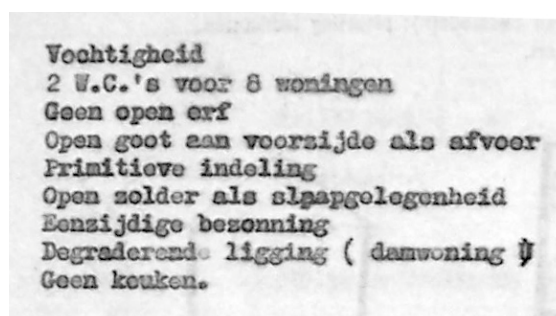 Vochtigheid
2 W.C.'s voor 8 woningen
Geen open erf
Open goot aan voorzijde als afvoer
Primitieve indeling
Open zolder als slpapgelegenheid
Eenzijdige bezonning
Degraderende ligging ( damwoning )
Geen keuken.